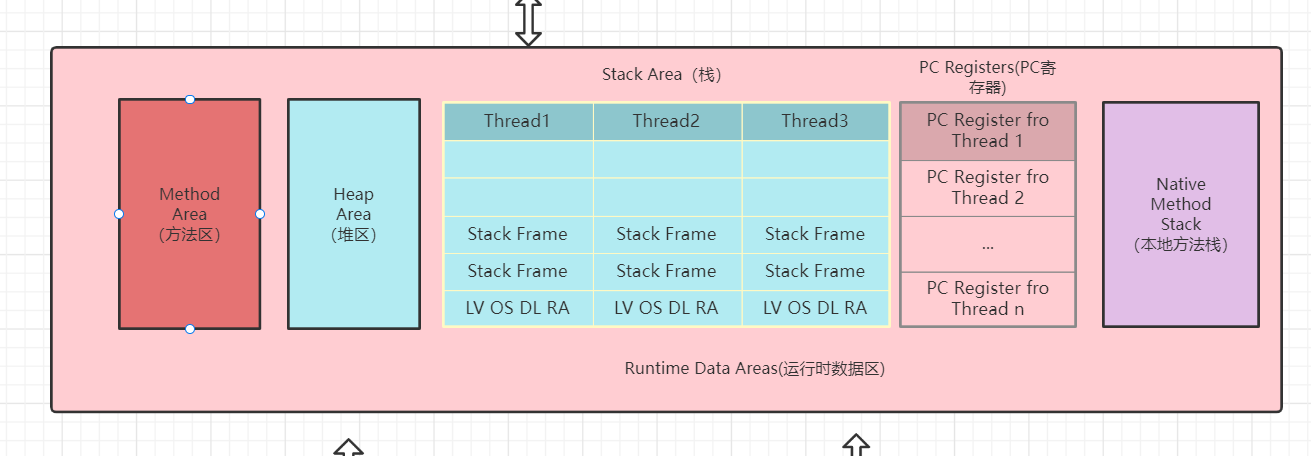 Stack Area（栈）
PC Registers(PC寄
存器)
Method
Area
(方法区)
Heap
Area
(堆区)
Thread1 Thread2 Thread3
Stack Frame Stack Frame Stack Frame
Stack Frame Stack Frame Stack Frame
LV OS DL RA LV OS DL RA LV OS DL RA
PC Register fro
Thread 1
PC Register fro
Thread 2
...
PC Register fro
Thread n
Native
Method
Stack
(本地方法栈)
Runtime Data Areas(运行时数据区)